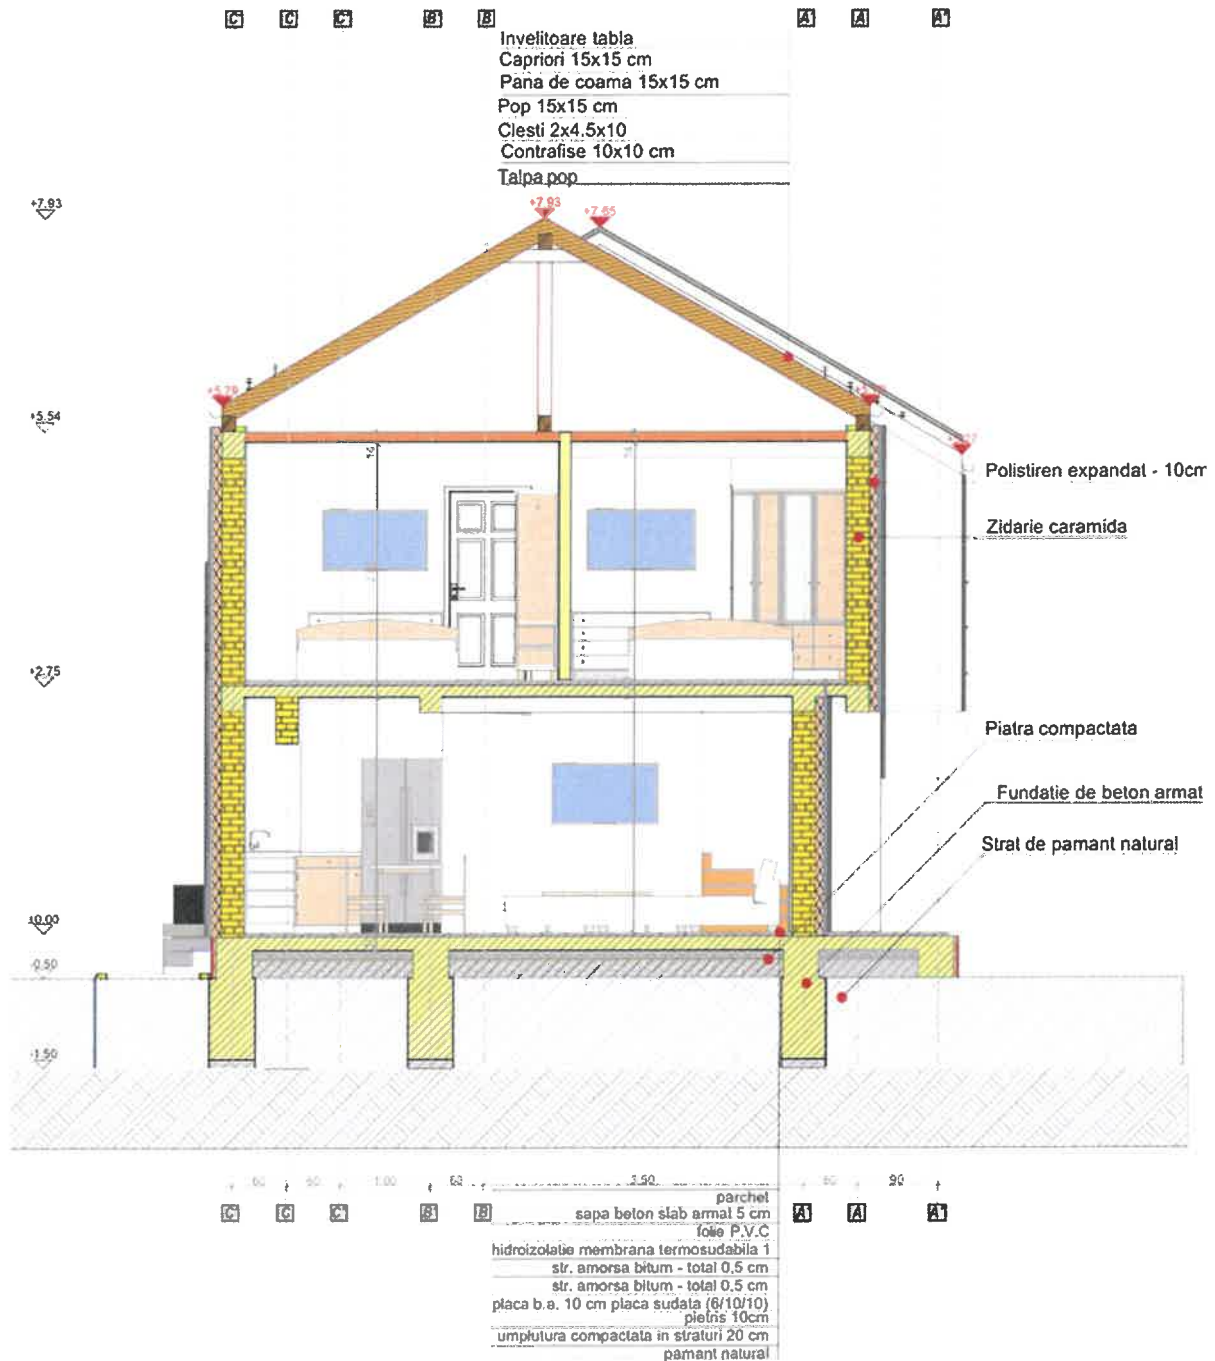 C' C C' B' B A' A A'
Invelitoare tabla
Capriori 15x15 cm
Pana de coama 15x15 cm
Pop 15x15 cm
Clesti 2x4.5x10
Contrafise 10x10 cm
Talpa pop
+7.93
+7.93
+7.65
+5.79
+5.54
Polistiren expandat - 10cm
Zidarie caramida
+2.75
Piatra compactata
Fundatie de beton armat
Strat de pamant natural
±0.00
-0.50
-1.50
60 60 1.00 60 3.50 60 90
C' C C' B' B A' A A'
parchet
sapa beton slab armat 5 cm
folie P.V.C
hidroizolatie membrana termosudabila 1
str. amorsa bitum - total 0,5 cm
str. amorsa bitum - total 0,5 cm
placa b.a. 10 cm placa sudata (6/10/10)
pietris 10cm
umplutura compactata in straturi 20 cm
pamant natural